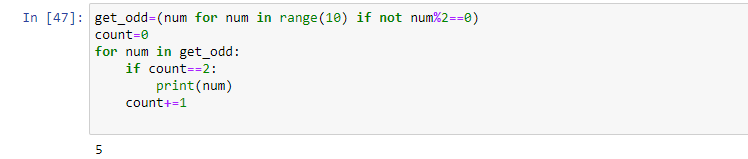 In [47]: get_odd=(num for num in range(10) if not num%2==0)
count=0
for num in get_odd:
    if count==2:
        print(num)
    count+=1
5